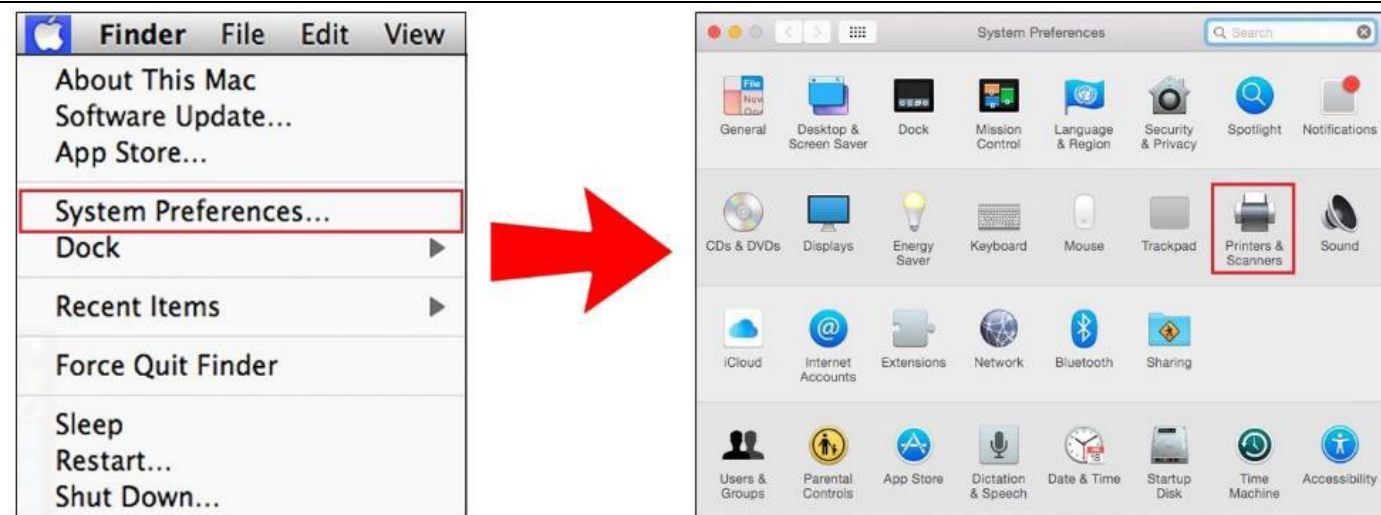 Finder File Edit View
About This Mac
Software Update...
App Store...
System Preferences...
Dock
Recent Items
Force Quit Finder
Sleep
Restart...
Shut Down...
System Preferences
Search
File
New
General
Desktop &
Screen Saver
Dock
Mission
Control
Language
& Region
Security
& Privacy
Spotlight
Notifications
CDs & DVDs
Displays
Energy
Saver
Keyboard
Mouse
Trackpad
Printers &
Scanners
Sound
iCloud
@
Internet
Accounts
Extensions
Network
Bluetooth
Sharing
Users &
Groups
Parental
Controls
App Store
Dictation
& Speech
18
Date & Time
Startup
Disk
Time
Machine
Accessibility